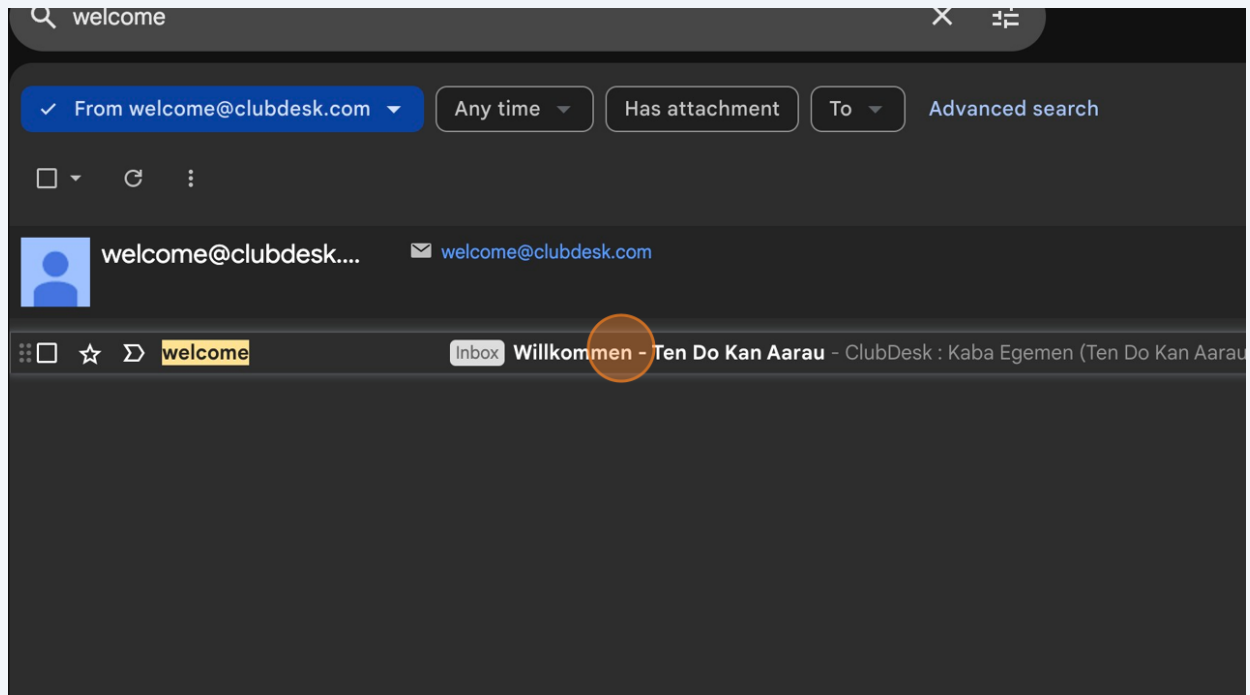 welcome
From welcome@clubdesk.com Any time Has attachment To Advanced search
welcome@clubdesk.... welcome@clubdesk.com
welcome Inbox Willkommen - Ten Do Kan Aarau - ClubDesk : Kaba Egemen (Ten Do Kan Aarau